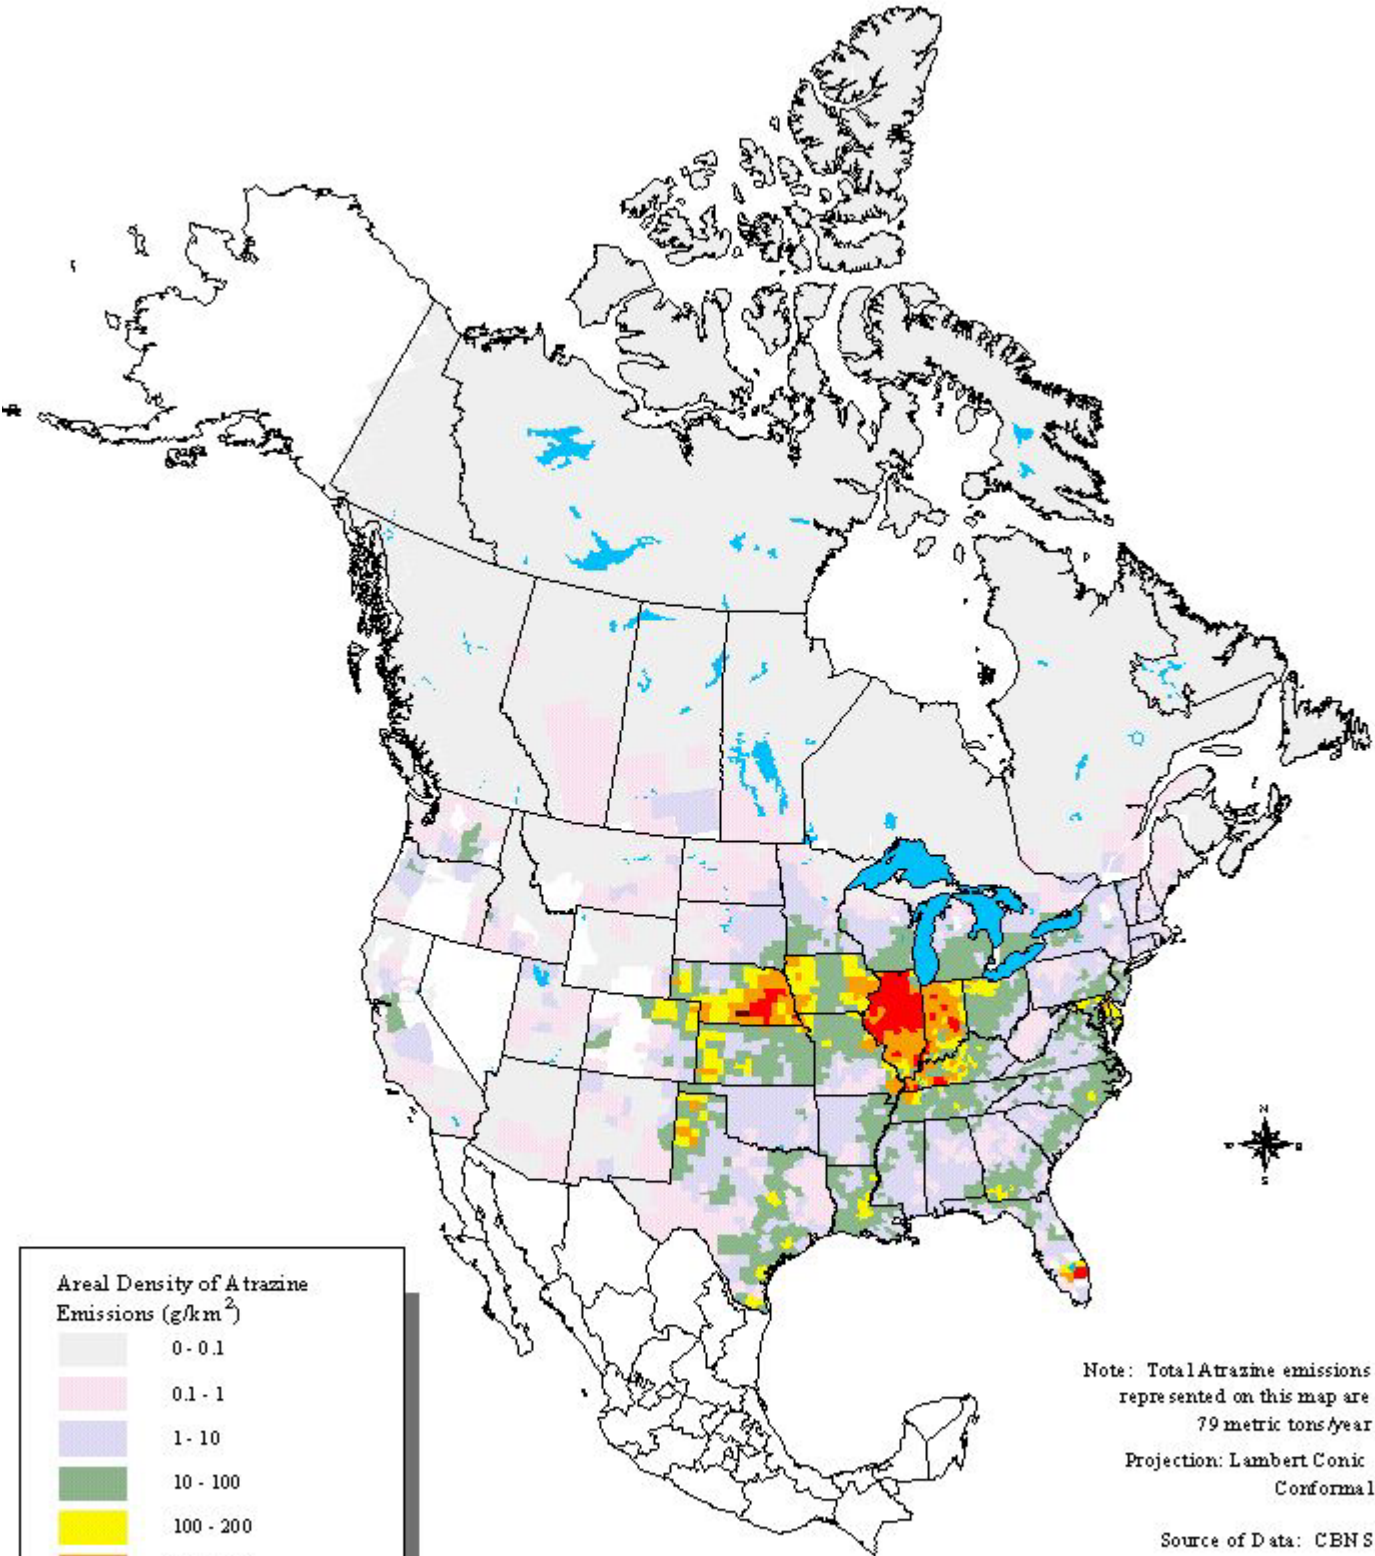 Areal Density of Atrazine
Emissions (g/km2)
0 - 0.1
0.1 - 1
1 - 10
10 - 100
100 - 200
N
S
Note: Total Atrazine emissions
represented on this map are
79 metric tons/year
Projection: Lambert Conic
Conformal
Source of Data: CBNS